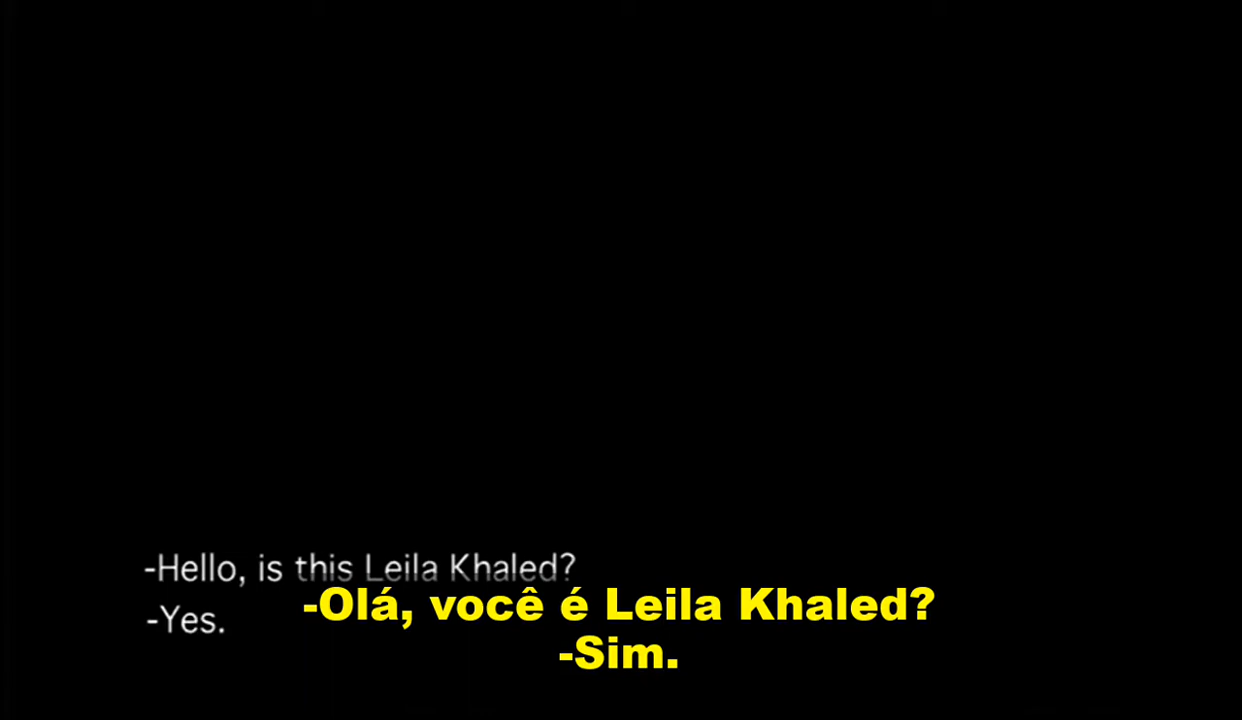 -Hello, is this Leila Khaled?
-Yes.
-Olá, você é Leila Khaled?
-Sim.